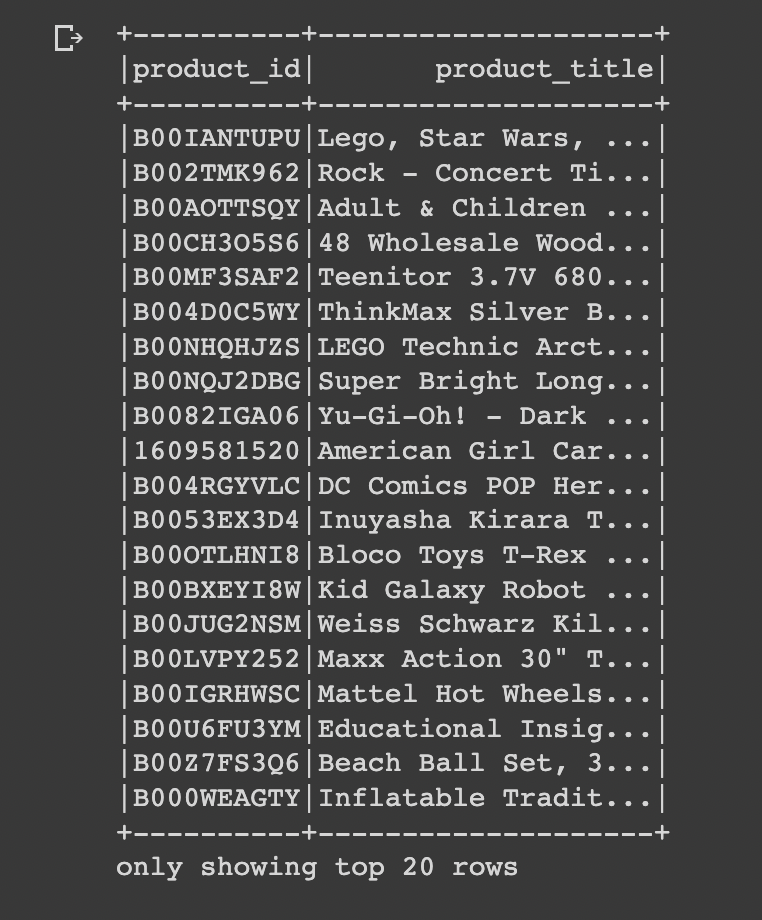 +----------+--------------------+
|product_id|       product_title|
+----------+--------------------+
|B00IANTUPU|Lego, Star Wars, ...|
|B002TMK962|Rock - Concert Ti...|
|B00AOTTSQY|Adult & Children ...|
|B00CH3O5S6|48 Wholesale Wood...|
|B00MF3SAF2|Teenitor 3.7V 680...|
|B004D0C5WY|ThinkMax Silver B...|
|B00NHQHJZS|LEGO Technic Arct...|
|B00NQJ2DBG|Super Bright Long...|
|B0082IGA06|Yu-Gi-Oh! - Dark ...|
|1609581520|American Girl Car...|
|B004RGYVLC|DC Comics POP Her...|
|B0053EX3D4|Inuyasha Kirara T...|
|B00OTLHNI8|Bloco Toys T-Rex ...|
|B00BXEYI8W|Kid Galaxy Robot ...|
|B00JUG2NSM|Weiss Schwarz Kil...|
|B00LVPY252|Maxx Action 30" T...|
|B00IGRHWSC|Mattel Hot Wheels...|
|B00U6FU3YM|Educational Insig...|
|B00Z7FS3Q6|Beach Ball Set, 3...|
|B000WEAGTY|Inflatable Tradit...|
+----------+--------------------+
only showing top 20 rows